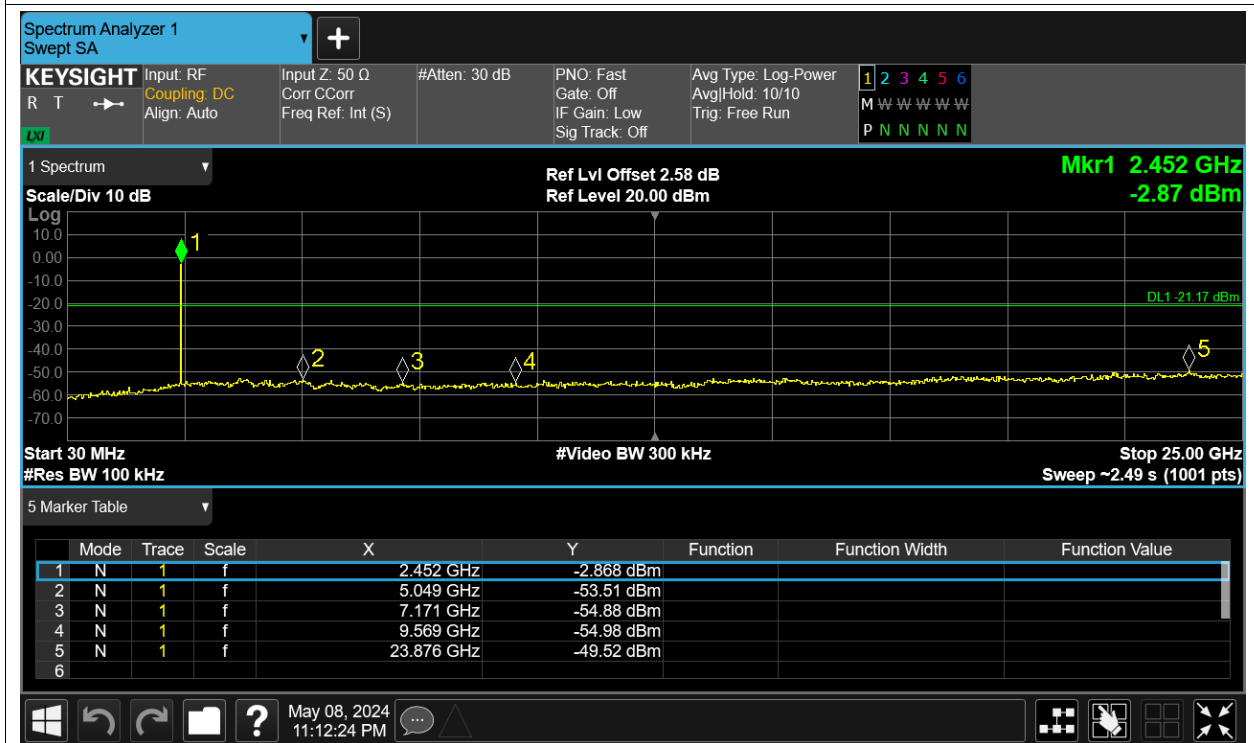 Spectrum Analyzer 1
Swept SA
KEYSIGHT
R T
LXI
Input: RF
Coupling: DC
Align: Auto
Input Z: 50 Ω
Corr CCorr
Freq Ref: Int (S)
#Atten: 30 dB
PNO: Fast
Gate: Off
IF Gain: Low
Sig Track: Off
Avg Type: Log-Power
Avg|Hold: 10/10
Trig: Free Run
1 2 3 4 5 6
M W W W W W
P N N N N N
1 Spectrum
Scale/Div 10 dB
Ref Lvl Offset 2.58 dB
Ref Level 20.00 dBm
Mkr1 2.452 GHz
-2.87 dBm
Log
10.0
0.00
-10.0
-20.0
-30.0
-40.0
-50.0
-60.0
-70.0
1
2
3
4
5
DL1 -21.17 dBm
Start 30 MHz
#Video BW 300 kHz
Stop 25.00 GHz
#Res BW 100 kHz
Sweep ~2.49 s (1001 pts)
5 Marker Table
Mode Trace Scale X Y Function Function Width Function Value
1 N 1 f 2.452 GHz -2.868 dBm
2 N 1 f 5.049 GHz -53.51 dBm
3 N 1 f 7.171 GHz -54.88 dBm
4 N 1 f 9.569 GHz -54.98 dBm
5 N 1 f 23.876 GHz -49.52 dBm
6
?
May 08, 2024
11:12:24 PM